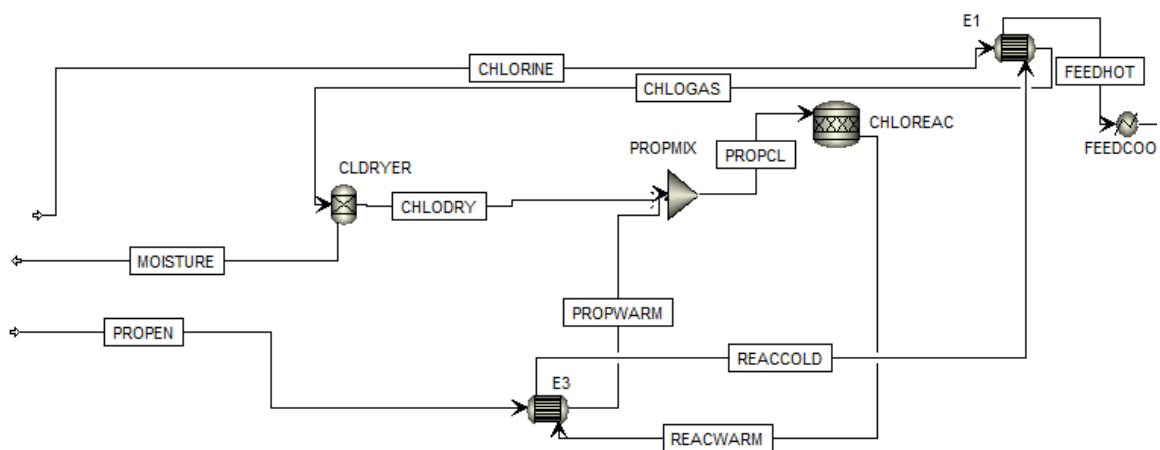 E1
CHLORINE
FEEDHOT
CHLOGAS
CHLOREAC
PROPMIX
PROPCL
FEEDCOO
CLDRYER
CHLODRY
MOISTURE
PROPWARM
PROPEN
REACCOLD
E3
REACWARM